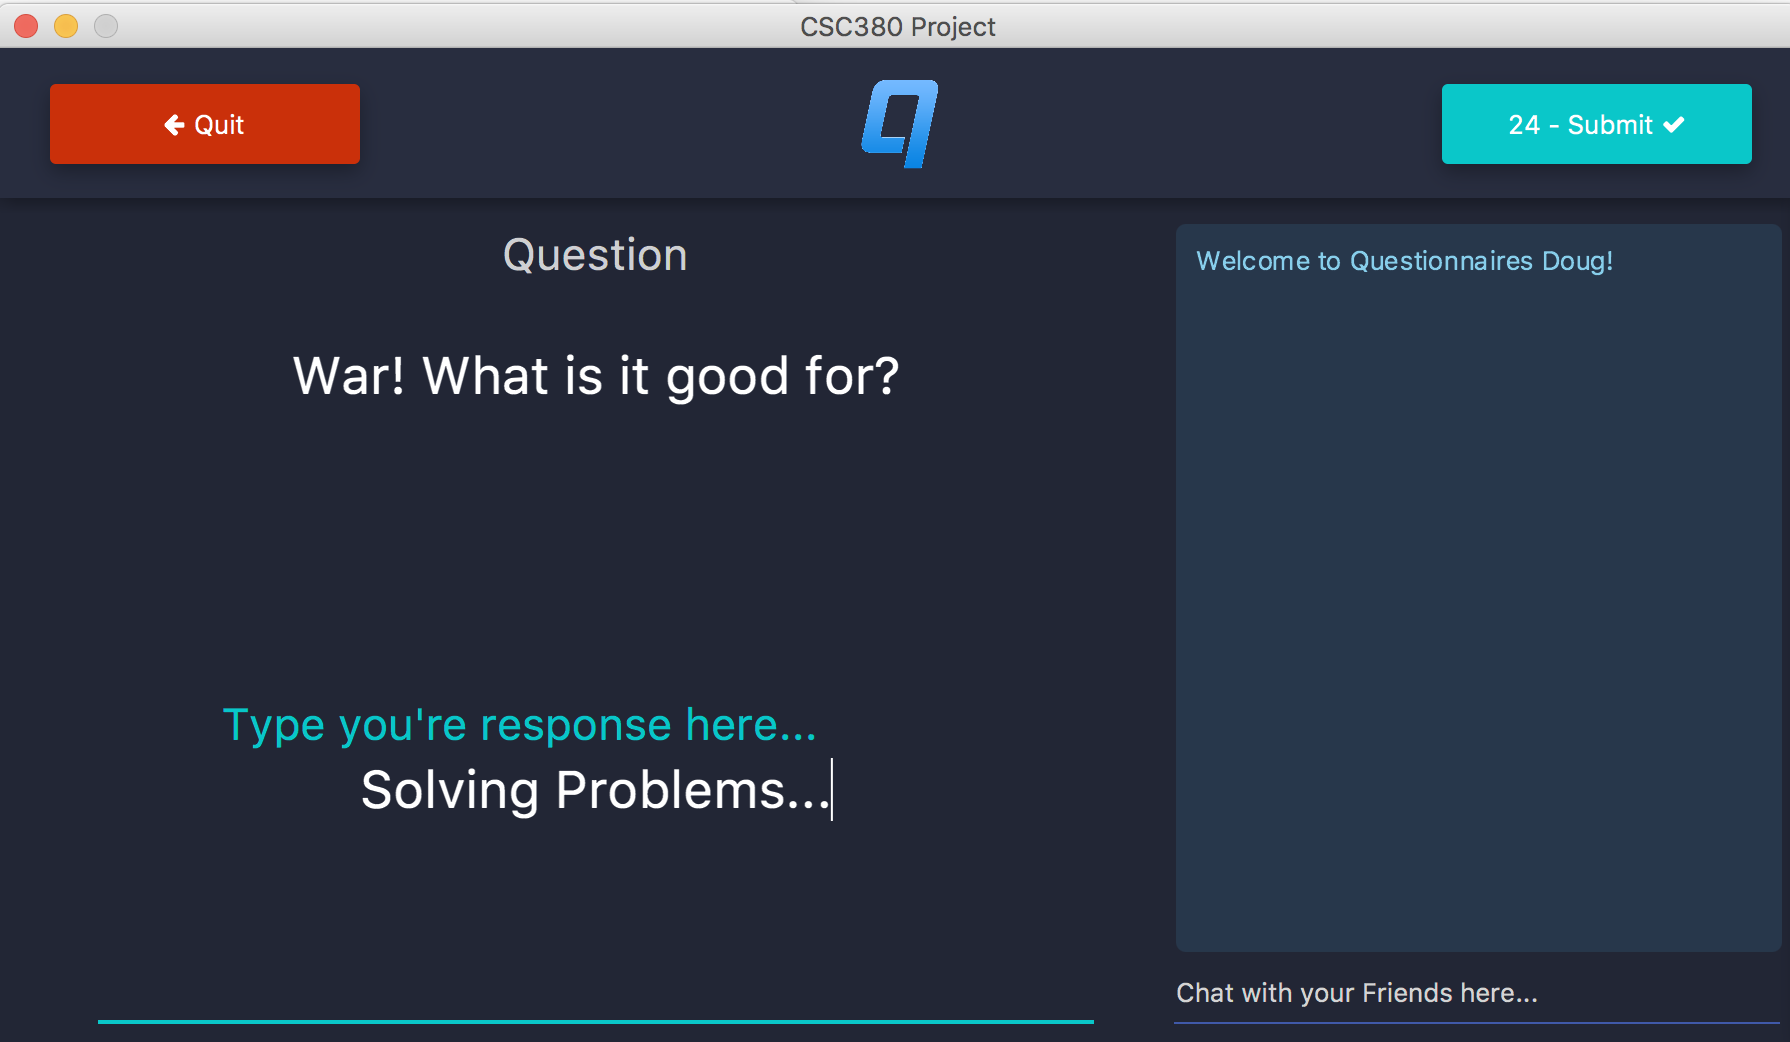 CSC380 Project
Quit
q
24 - Submit
Question
War! What is it good for?
Type you're response here...
Solving Problems...
Welcome to Questionnaires Doug!
Chat with your Friends here...